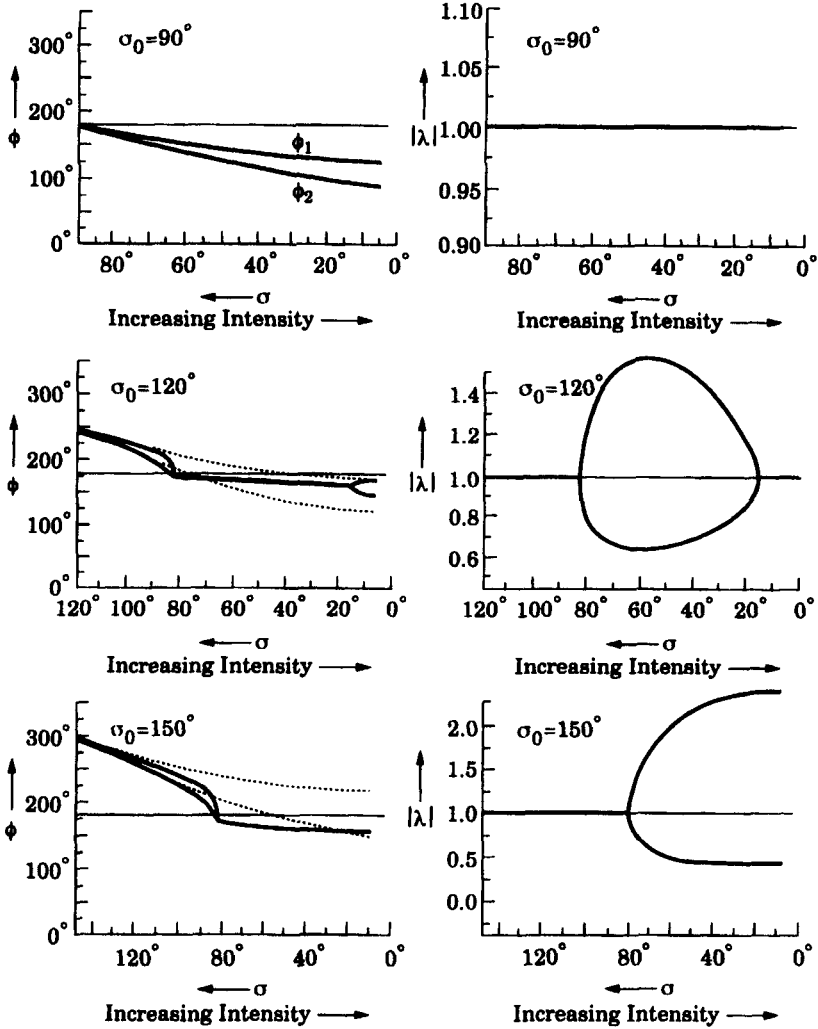 σ₀=90°
300°
200°
100°
0°
φ
φ₁
φ₂
80° 60° 40° 20° 0°
σ
Increasing Intensity
σ₀=90°
1.10
1.05
1.00
0.95
0.90
|λ|
80° 60° 40° 20° 0°
σ
Increasing Intensity
σ₀=120°
300°
200°
100°
0°
φ
120° 100° 80° 60° 40° 20° 0°
σ
Increasing Intensity
σ₀=120°
1.4
1.2
1.0
0.8
0.6
|λ|
120° 100° 80° 60° 40° 20° 0°
σ
Increasing Intensity
σ₀=150°
300°
200°
100°
0°
φ
120° 80° 40° 0°
σ
Increasing Intensity
σ₀=150°
2.0
1.5
1.0
0.5
0.0
|λ|
120° 80° 40° 0°
σ
Increasing Intensity